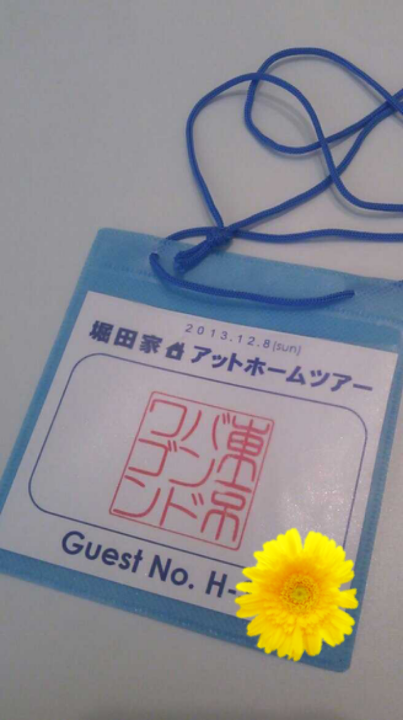 2013.12.8(sun)
堀田家 アットホームツアー
東京
バンド
ワゴン
Guest No. H-